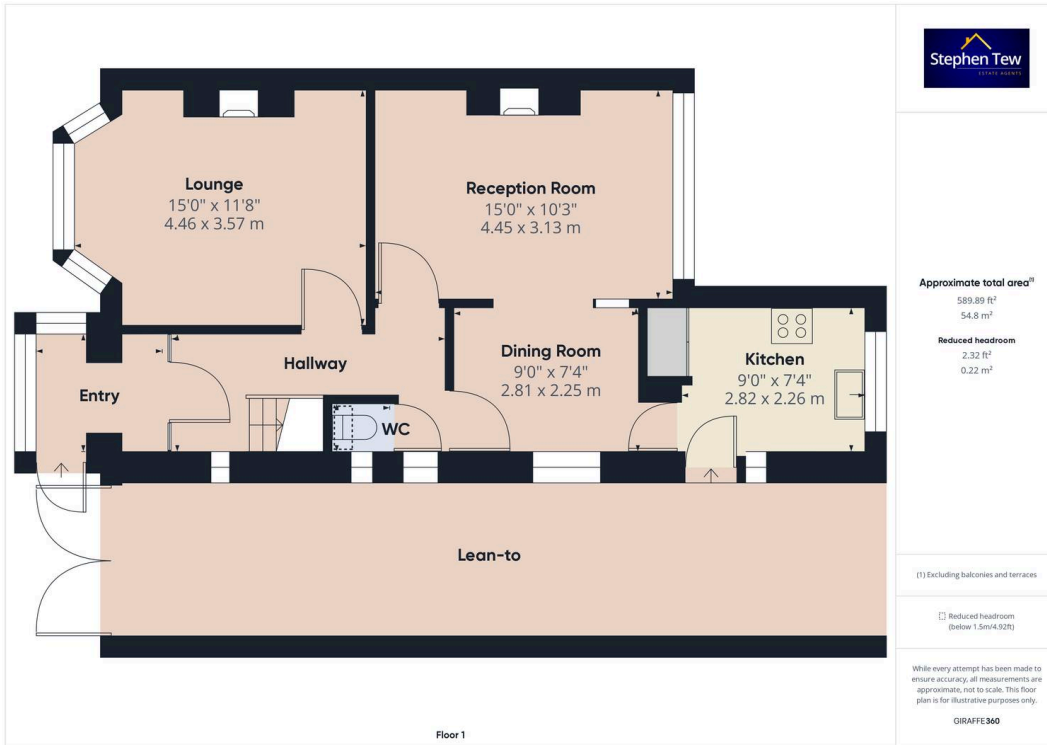 Lounge
15'0" x 11'8"
4.46 x 3.57 m
Reception Room
15'0" x 10'3"
4.45 x 3.13 m
Hallway
Dining Room
9'0" x 7'4"
2.81 x 2.25 m
Kitchen
9'0" x 7'4"
2.82 x 2.26 m
Entry
WC
Lean-to
Floor 1
Stephen Tew
ESTATE AGENTS
Approximate total area(1)
589.89 ft²
54.8 m²
Reduced headroom
2.32 ft²
0.22 m²
(1) Excluding balconies and terraces
Reduced headroom
(below 1.5m/4.92ft)
While every attempt has been made to
ensure accuracy, all measurements are
approximate, not to scale. This floor
plan is for illustrative purposes only.
GIRAFFE360